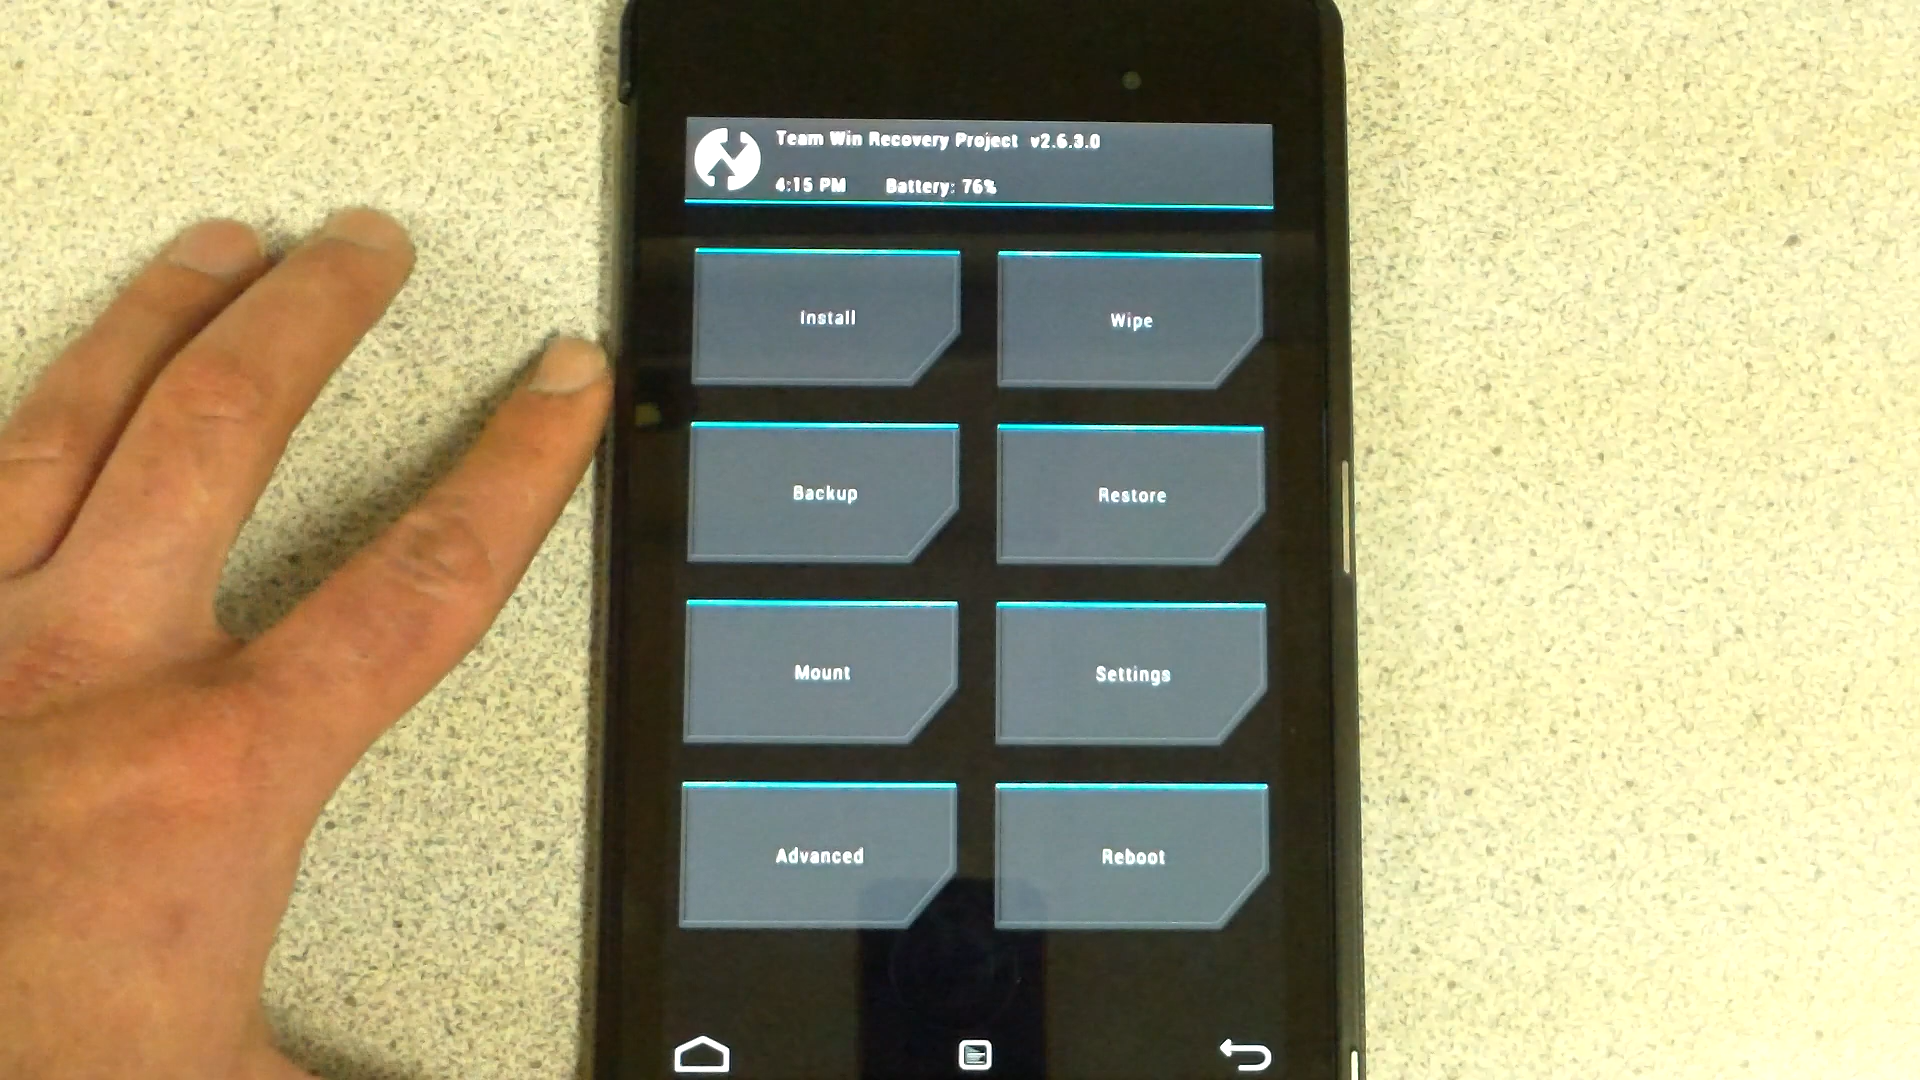 Team Win Recovery Project v2.6.3.0
4:15 PM Battery: 76%
Install
Wipe
Backup
Restore
Mount
Settings
Advanced
Reboot